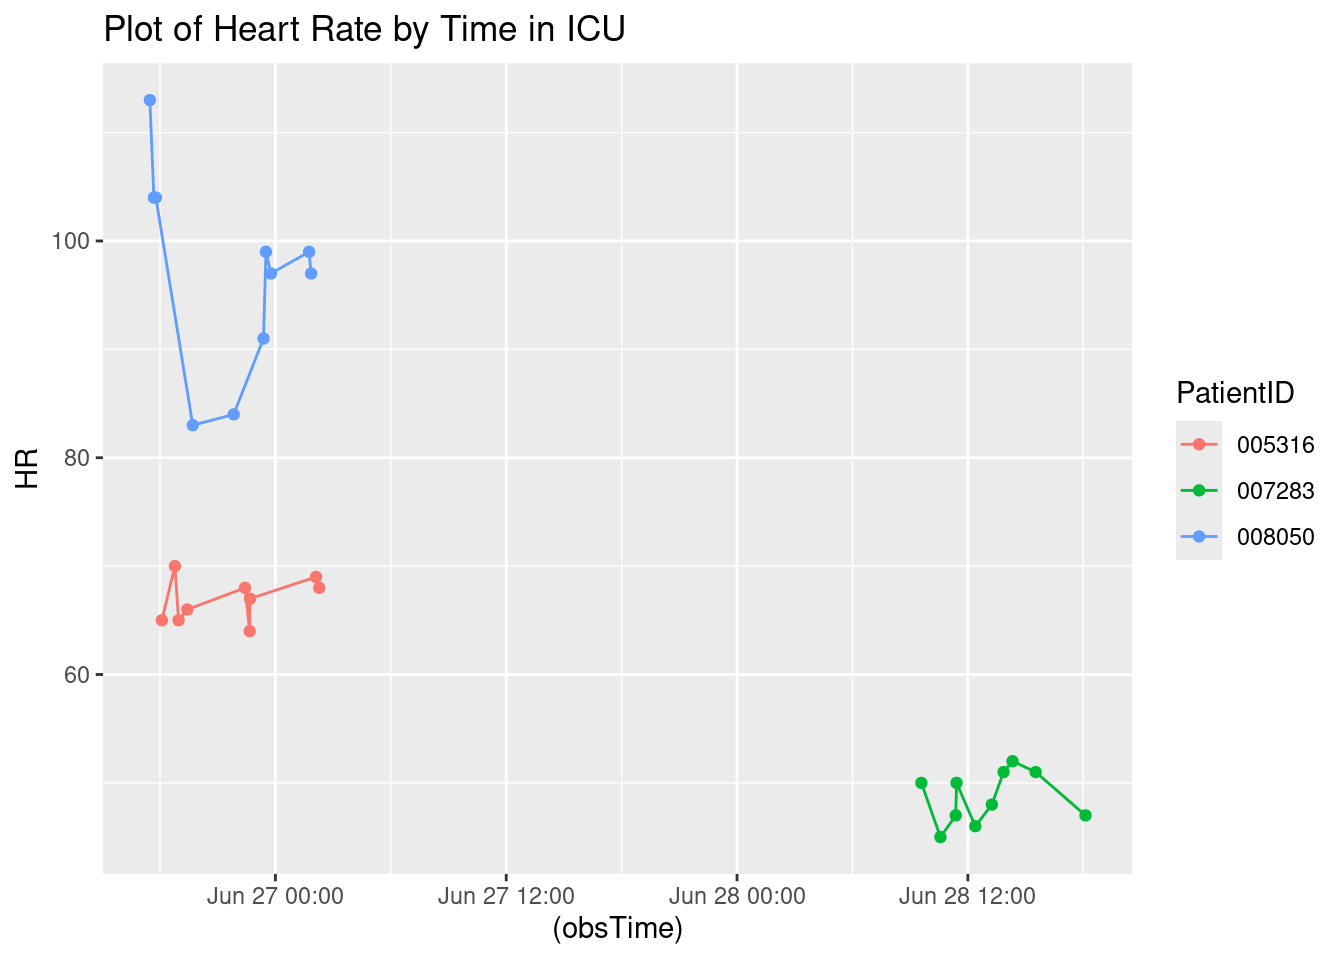 Plot of Heart Rate by Time in ICU
100
80
60
HR
Jun 27 00:00
Jun 27 12:00
Jun 28 00:00
Jun 28 12:00
(obsTime)
PatientID
005316
007283
008050